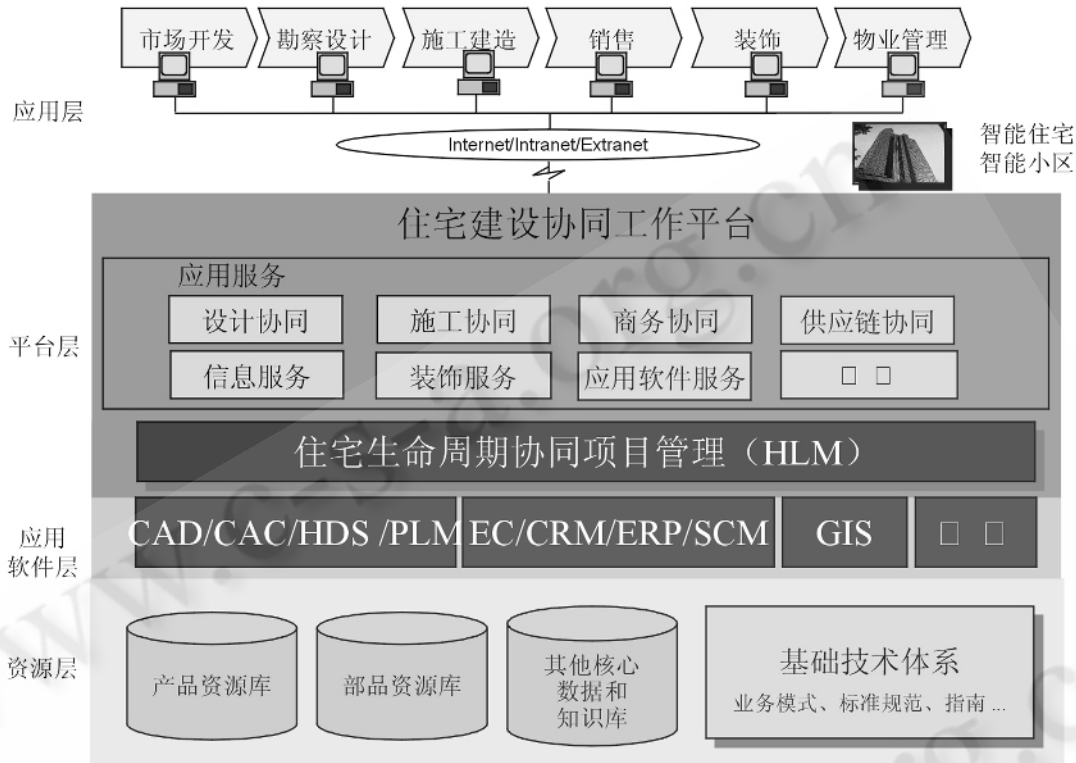 市场开发
勘察设计
施工建造
销售
装饰
物业管理
应用层
Internet/Intranet/Extranet
智能住宅
智能小区
住宅建设协同工作平台
应用服务
设计协同
施工协同
商务协同
供应链协同
平台层
信息服务
装饰服务
应用软件服务
□ □
住宅生命周期协同项目管理（HLM）
应用
软件层
CAD/CAC/HDS /PLM
EC/CRM/ERP/SCM
GIS
□ □
资源层
产品资源库
部品资源库
其他核心
数据和
知识库
基础技术体系
业务模式、标准规范、指南 ...
www.c-s-a.org.cn